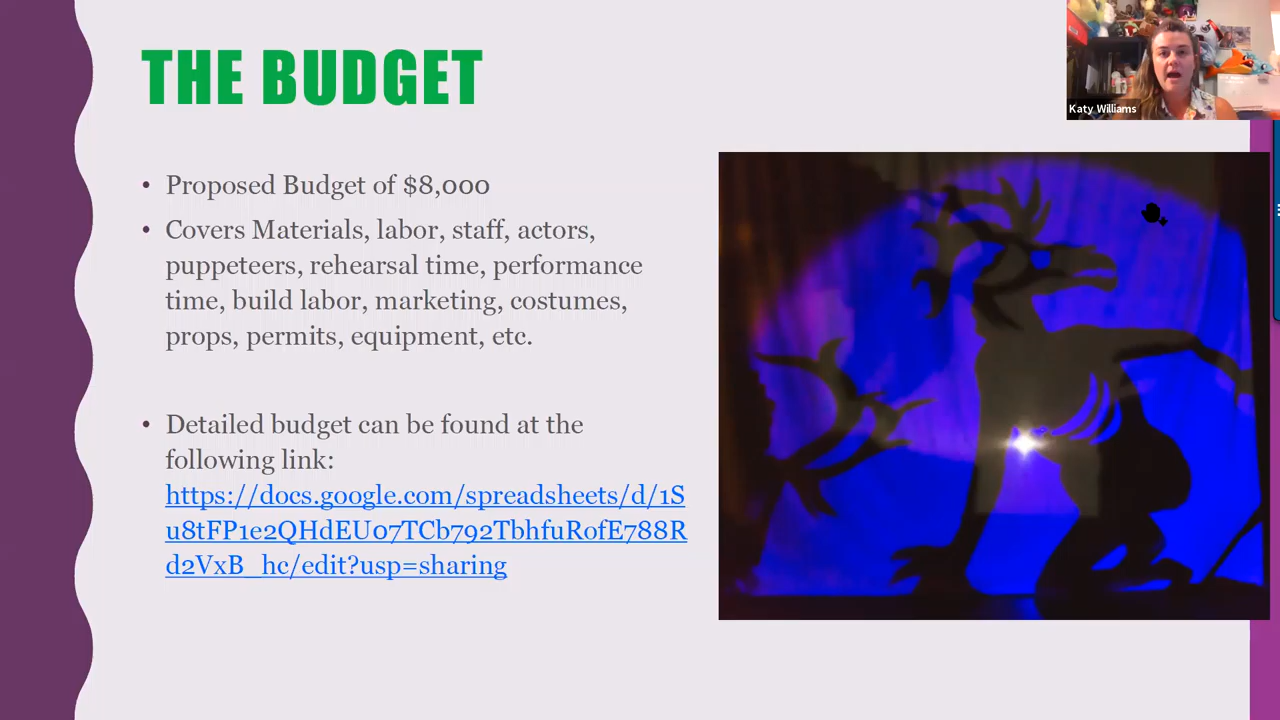 THE BUDGET
Katy Williams
• Proposed Budget of $8,000
• Covers Materials, labor, staff, actors,
puppeteers, rehearsal time, performance
time, build labor, marketing, costumes,
props, permits, equipment, etc.
• Detailed budget can be found at the
following link:
https://docs.google.com/spreadsheets/d/1S
u8tFP1e2QHdEU07TCb792TbhfuRofE788R
d2VxB_hc/edit?usp=sharing